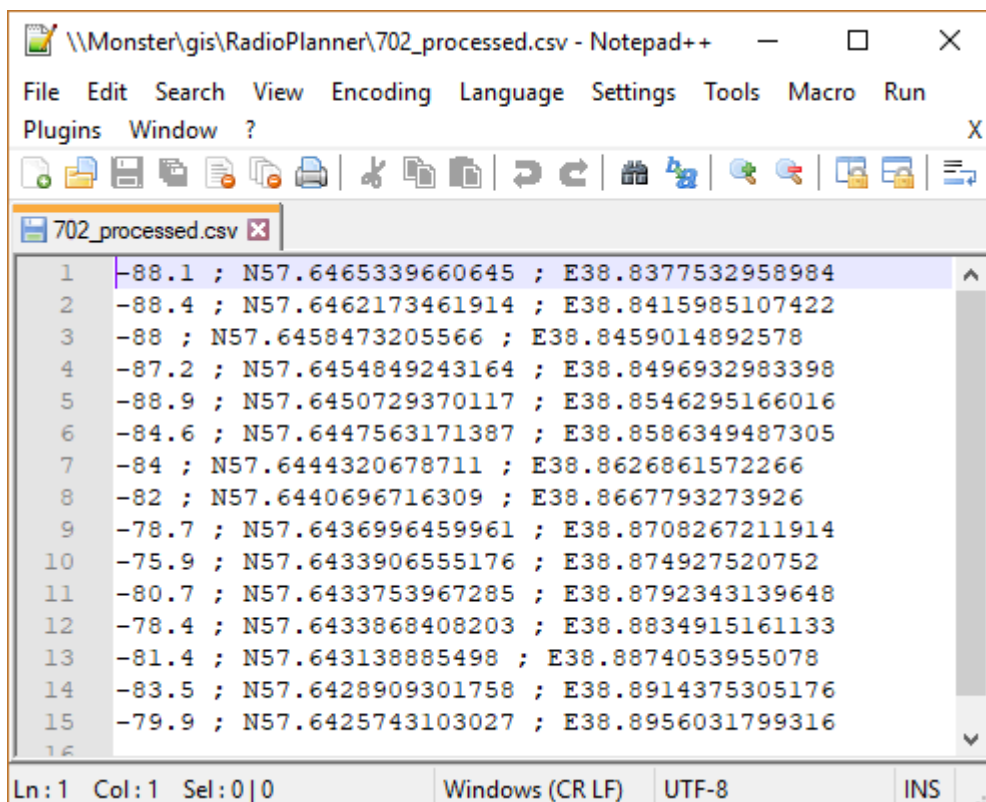 \\Monster\gis\RadioPlanner\702_processed.csv - Notepad++
File Edit Search View Encoding Language Settings Tools Macro Run
Plugins Window ? X
702_processed.csv
1 -88.1 ; N57.6465339660645 ; E38.8377532958984
2 -88.4 ; N57.6462173461914 ; E38.8415985107422
3 -88 ; N57.6458473205566 ; E38.8459014892578
4 -87.2 ; N57.6454849243164 ; E38.8496932983398
5 -88.9 ; N57.6450729370117 ; E38.8546295166016
6 -84.6 ; N57.6447563171387 ; E38.8586349487305
7 -84 ; N57.6444320678711 ; E38.8626861572266
8 -82 ; N57.6440696716309 ; E38.8667793273926
9 -78.7 ; N57.6436996459961 ; E38.8708267211914
10 -75.9 ; N57.6433906555176 ; E38.874927520752
11 -80.7 ; N57.6433753967285 ; E38.8792343139648
12 -78.4 ; N57.6433868408203 ; E38.8834915161133
13 -81.4 ; N57.643138885498 ; E38.8874053955078
14 -83.5 ; N57.6428909301758 ; E38.8914375305176
15 -79.9 ; N57.6425743103027 ; E38.8956031799316
16
Ln : 1 Col : 1 Sel : 0 | 0 Windows (CR LF) UTF-8 INS